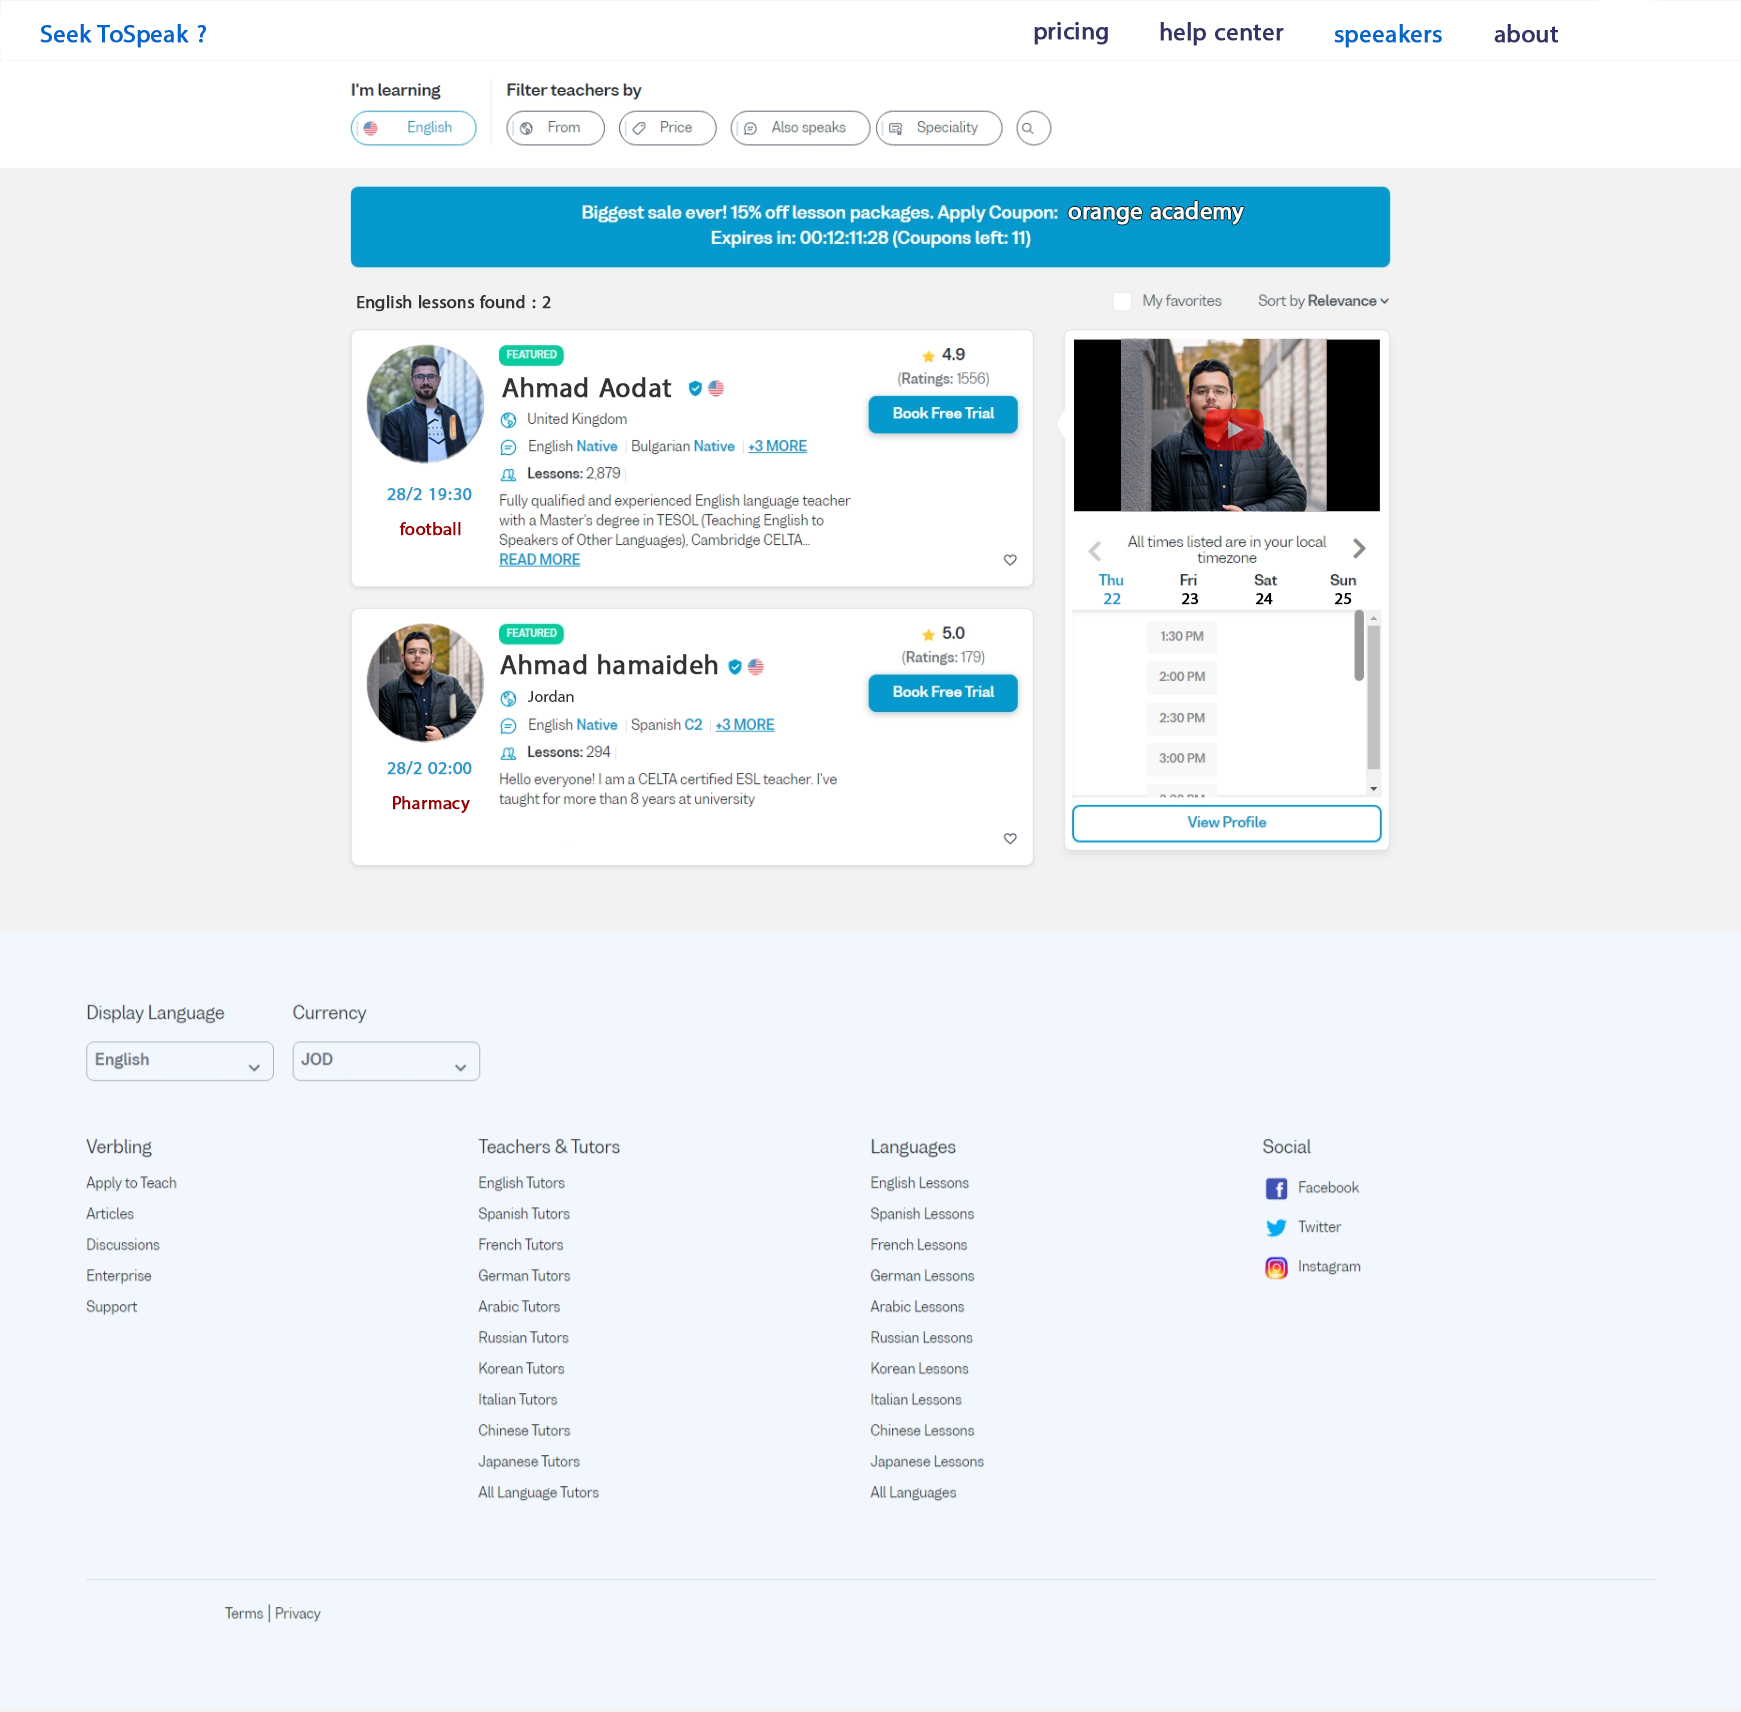 Seek ToSpeak ?
pricing
help center
speeakers
about
I'm learning
Filter teachers by
English
From
Price
Also speaks
Speciality
Biggest sale ever! 15% off lesson packages. Apply Coupon: orange academy
Expires in: 00:12:11:28 (Coupons left: 11)
English lessons found : 2
My favorites
Sort by Relevance
FEATURED
Ahmad Aodat
United Kingdom
English Native | Bulgarian Native | +3 MORE
Lessons: 2,879
Fully qualified and experienced English language teacher
with a Master's degree in TESOL (Teaching English to
Speakers of Other Languages), Cambridge CELTA...
READ MORE
28/2 19:30
football
4.9
(Ratings: 1556)
Book Free Trial
FEATURED
Ahmad hamaideh
Jordan
English Native | Spanish C2 | +3 MORE
Lessons: 294
Hello everyone! I am a CELTA certified ESL teacher. I've
taught for more than 8 years at university
28/2 02:00
Pharmacy
5.0
(Ratings: 179)
Book Free Trial
All times listed are in your local
timezone
Thu Fri Sat Sun
22 23 24 25
1:30 PM
2:00 PM
2:30 PM
3:00 PM
View Profile
Display Language
English
Currency
JOD
Verbling
Apply to Teach
Articles
Discussions
Enterprise
Support
Teachers & Tutors
English Tutors
Spanish Tutors
French Tutors
German Tutors
Arabic Tutors
Russian Tutors
Korean Tutors
Italian Tutors
Chinese Tutors
Japanese Tutors
All Language Tutors
Languages
English Lessons
Spanish Lessons
French Lessons
German Lessons
Arabic Lessons
Russian Lessons
Korean Lessons
Italian Lessons
Chinese Lessons
Japanese Lessons
All Languages
Social
Facebook
Twitter
Instagram
Terms | Privacy